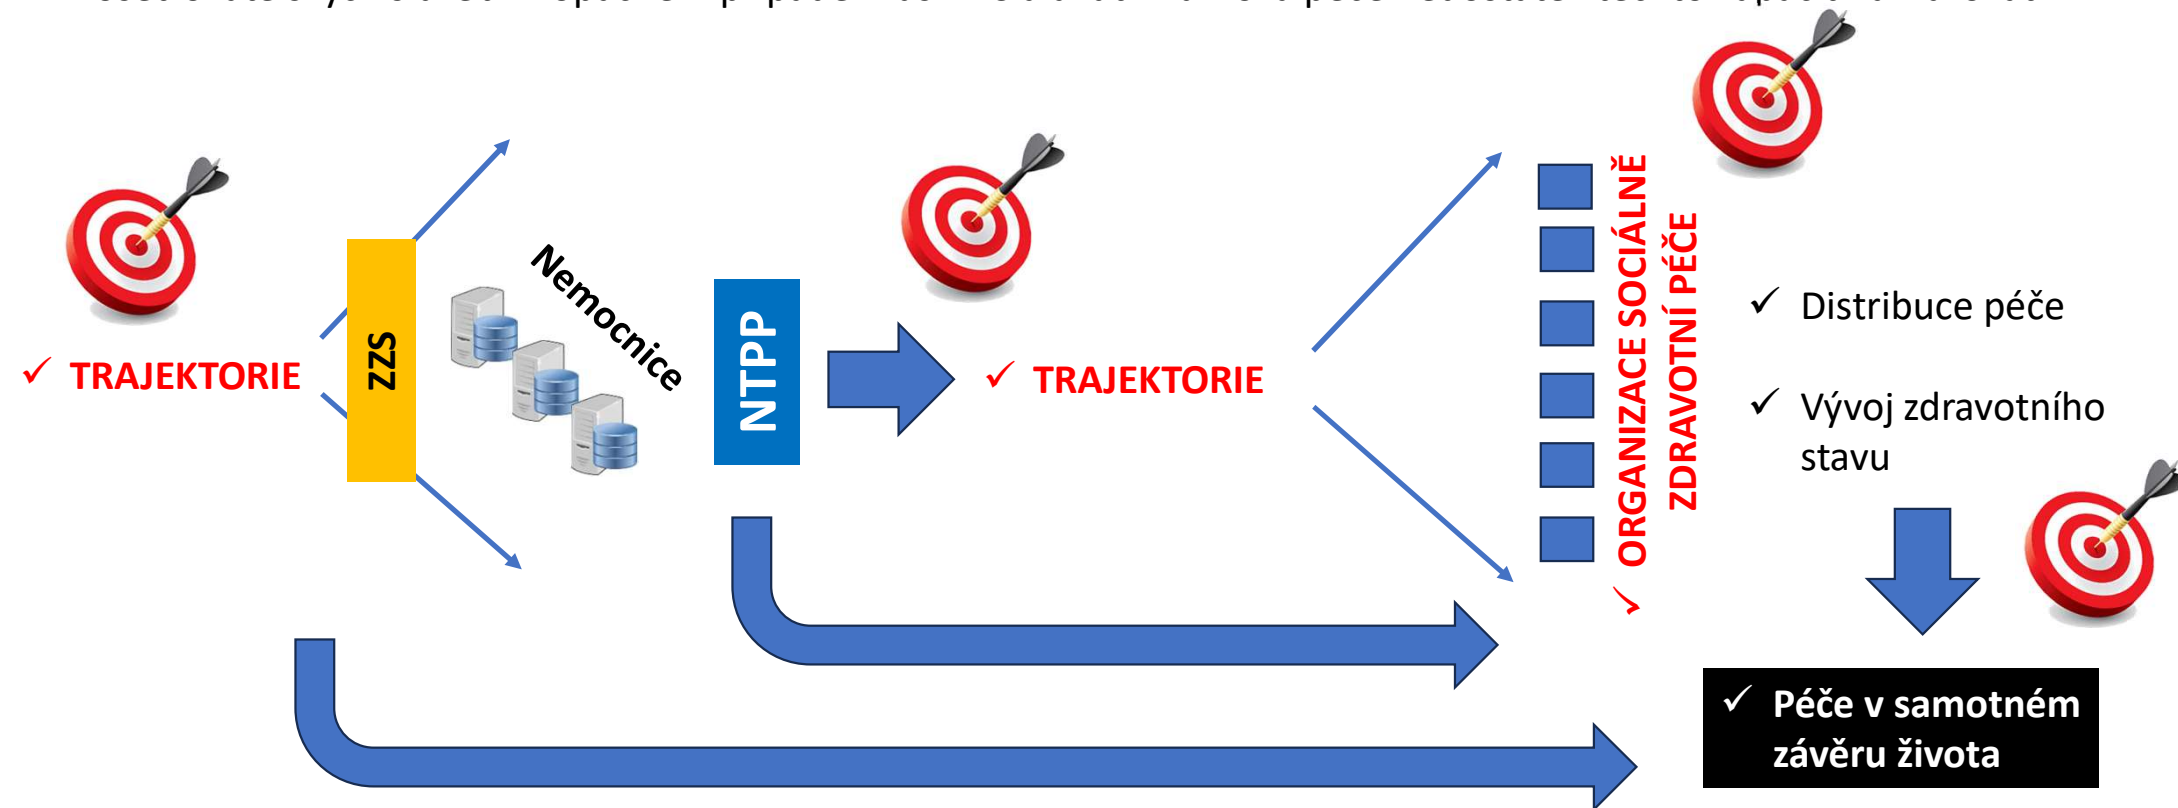 ✓ TRAJEKTORIE
ZZS
Nemocnice
NTPP
✓ TRAJEKTORIE
✓ ORGANIZACE SOCIÁLNĚ
ZDRAVOTNÍ PÉČE
✓ Distribuce péče
✓ Vývoj zdravotního
stavu
✓ Péče v samotném
závěru života